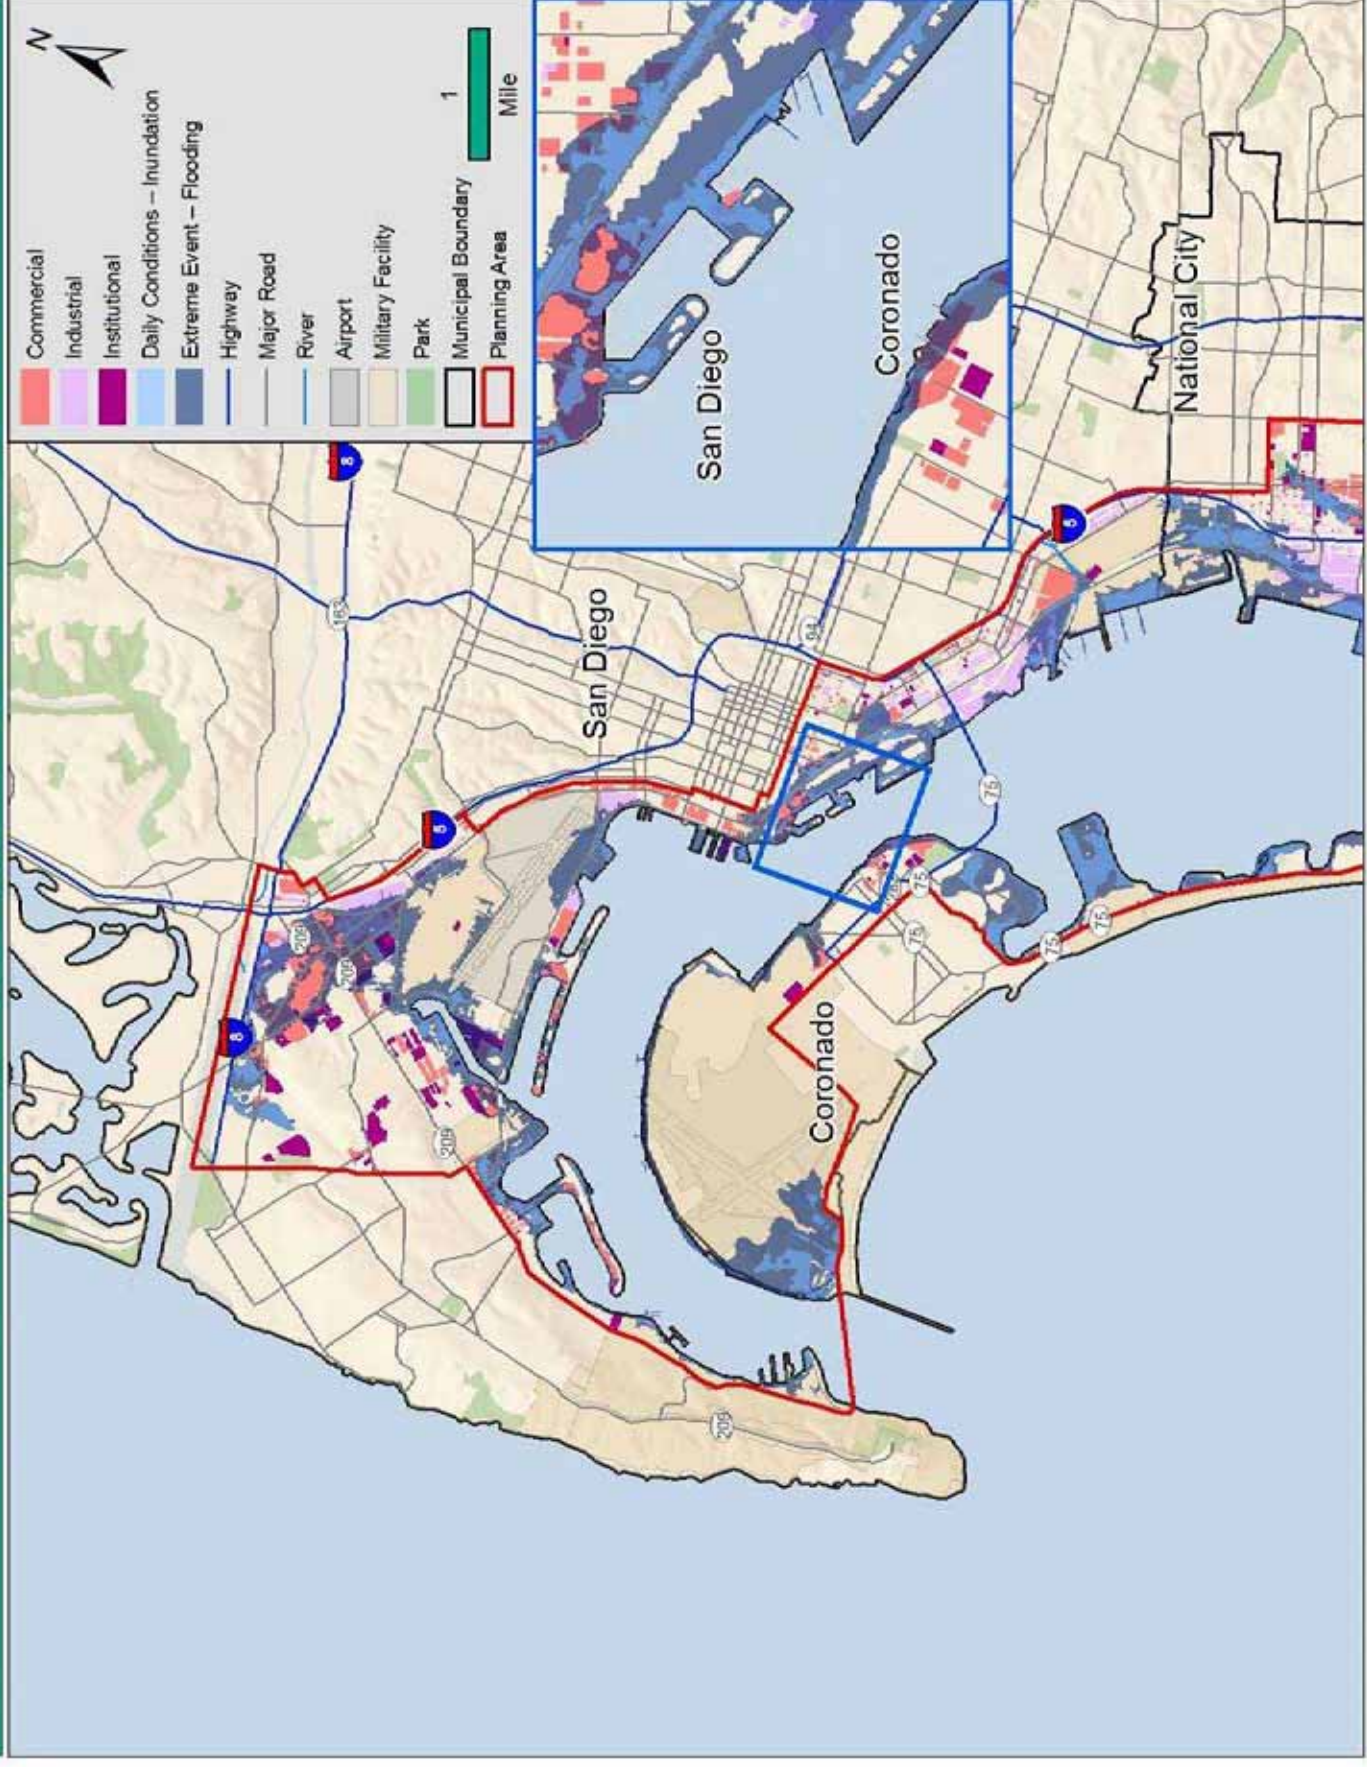 N
Commercial
Industrial
Institutional
Daily Conditions – Inundation
Extreme Event – Flooding
Highway
Major Road
River
Airport
Military Facility
Park
Municipal Boundary
Planning Area
1
Mile
San Diego
Coronado
8
163
San Diego
94
5
National City
5
75
209
209
8
209
75
75
75
75
Coronado
209